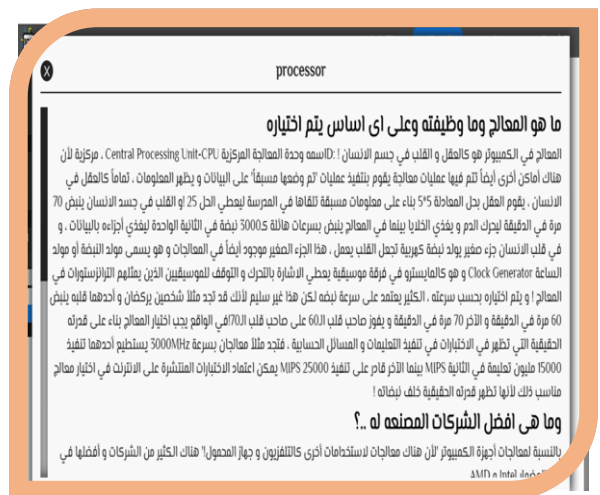 processor
ما هو المعالج وما وظيفته وعلى اى اساس يتم اختياره
المعالج في الكمبيوتر هو كالعقل و القلب في جسم الانسان ! :Dاسمه وحدة المعالجة المركزية Central Processing Unit-CPU ، مركزية لأن
هناك أماكن أخرى أيضاً تتم فيها عمليات معالجة يقوم بتنفيذ عمليات "تم وضعها مسبقاً" على البيانات و يظهر المعلومات ، تماماً كالعقل في
الانسان ، يقوم العقل بحل المعادلة 5*5 بناء على معلومات مسبقة تلقاها في المدرسة ليعطي الحل 25 !و القلب في جسد الانسان ينبض 70
مرة في الدقيقة ليحرك الدم و يغذي الخلايا بينما في المعالج ينبض بسرعات هائلة كـ3000 نبضة في الثانية الواحدة ليغذي أجزاءه بالبيانات ، و
في قلب الانسان جزء صغير يولد نبضة كهربية تجعل القلب يعمل ، هذا الجزء الصغير موجود أيضاً في المعالجات و هو يسمى مولد النبضة أو مولد
الساعة Clock Generator و هو كالمايسترو في فرقة موسيقية يعطي الاشارة بالتحرك و التوقف للموسيقيين الذين يمثلهم الترانزستورات في
المعالج ! و يتم اختياره بحسب سرعته ، الكثير يعتمد على سرعة نبضه لكن هذا غير سليم لأنك قد تجد مثلاً شخصين يركضان و أحدهما قلبه ينبض
60 مرة في الدقيقة و الآخر 70 مرة في الدقيقة و يفوز صاحب قلب الـ60 على صاحب قلب الـ70!في الواقع يجب اختيار المعالج بناء على قدرته
الحقيقية التي تظهر في الاختبارات في تنفيذ التعليمات و المسائل الحسابية ، فتجد مثلاً معالجان بسرعة 3000MHz يستطيع أحدهما تنفيذ
15000 مليون تعليمة في الثانية MIPS بينما الآخر قادر على تنفيذ 25000 MIPS يمكن اعتماد الاختبارات المنتشرة على الانترنت في اختيار معالج
مناسب ذلك لأنها تظهر قدرته الحقيقية خلف نبضاته !
وما هى افضل الشركات المصنعه له ..؟
بالنسبة لمعالجات أجهزة الكمبيوتر "لأن هناك معالجات لاستخدامات أخرى كالتلفزيون و جهاز المحمول!" هناك الكثير من الشركات و أفضلها في
Intel و AMD